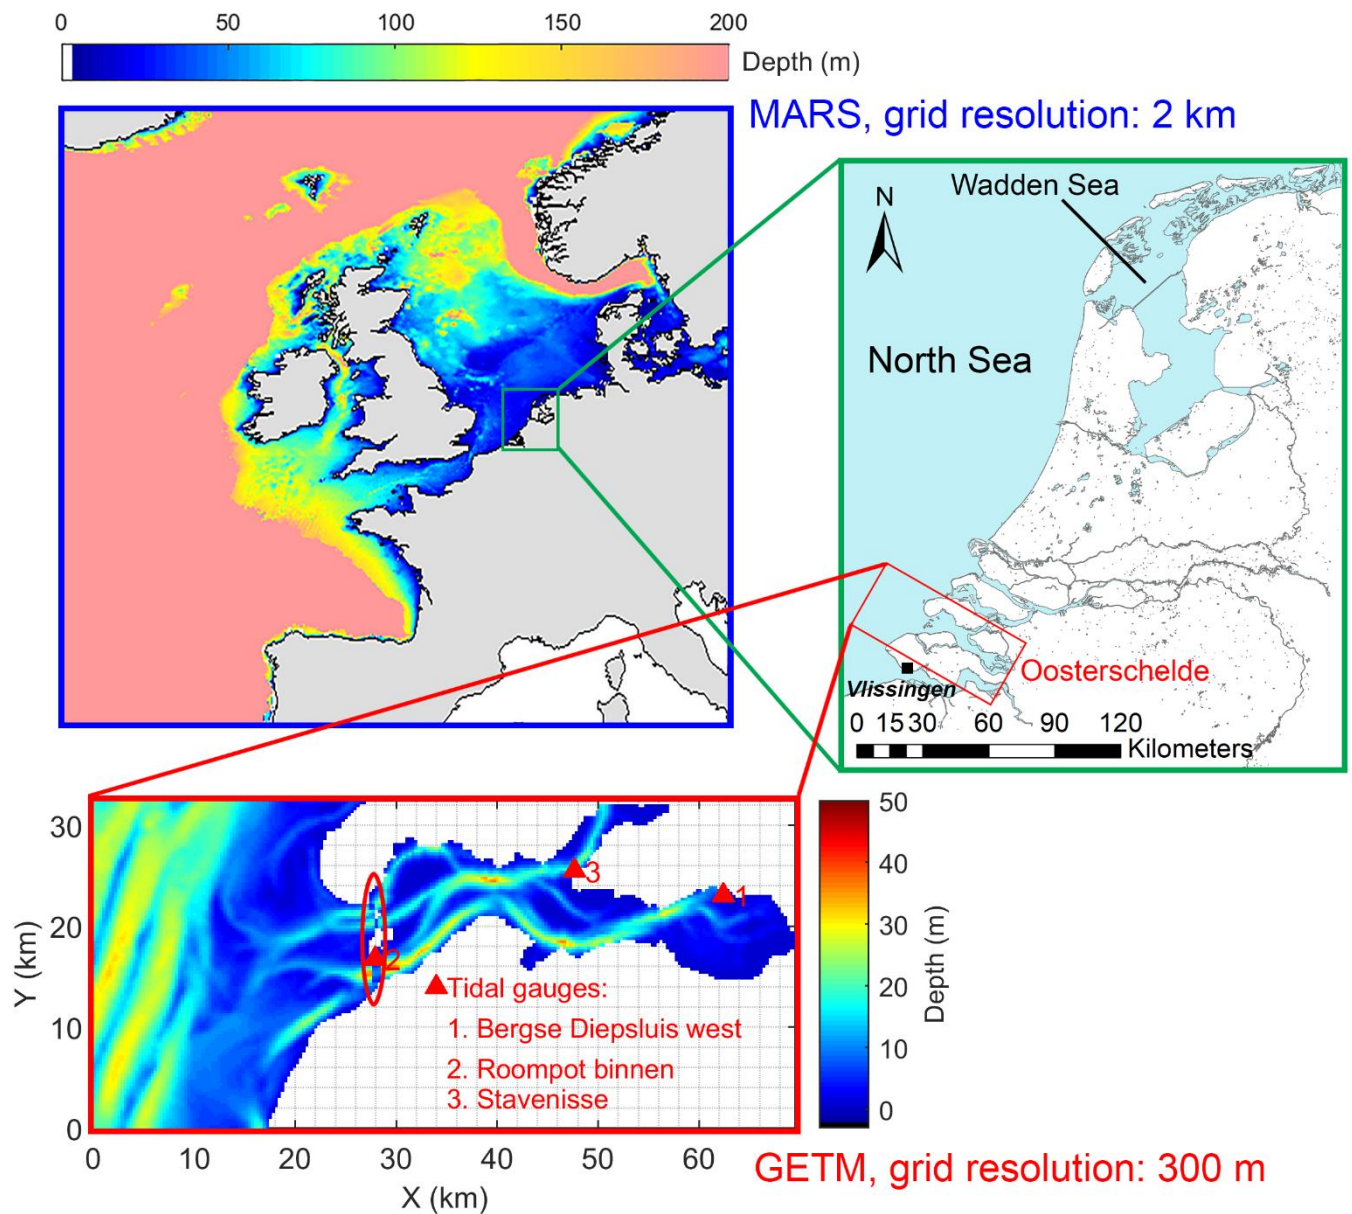 0 50 100 150 200
Depth (m)
MARS, grid resolution: 2 km
N
Wadden Sea
North Sea
Oosterschelde
Vlissingen
0 15 30 60 90 120
Kilometers
30
20
10
0
Y (km)
0 10 20 30 40 50 60
X (km)
3
1
2
Tidal gauges:
1. Bergse Diepsluis west
2. Roompot binnen
3. Stavenisse
50
40
30
20
10
0
Depth (m)
GETM, grid resolution: 300 m